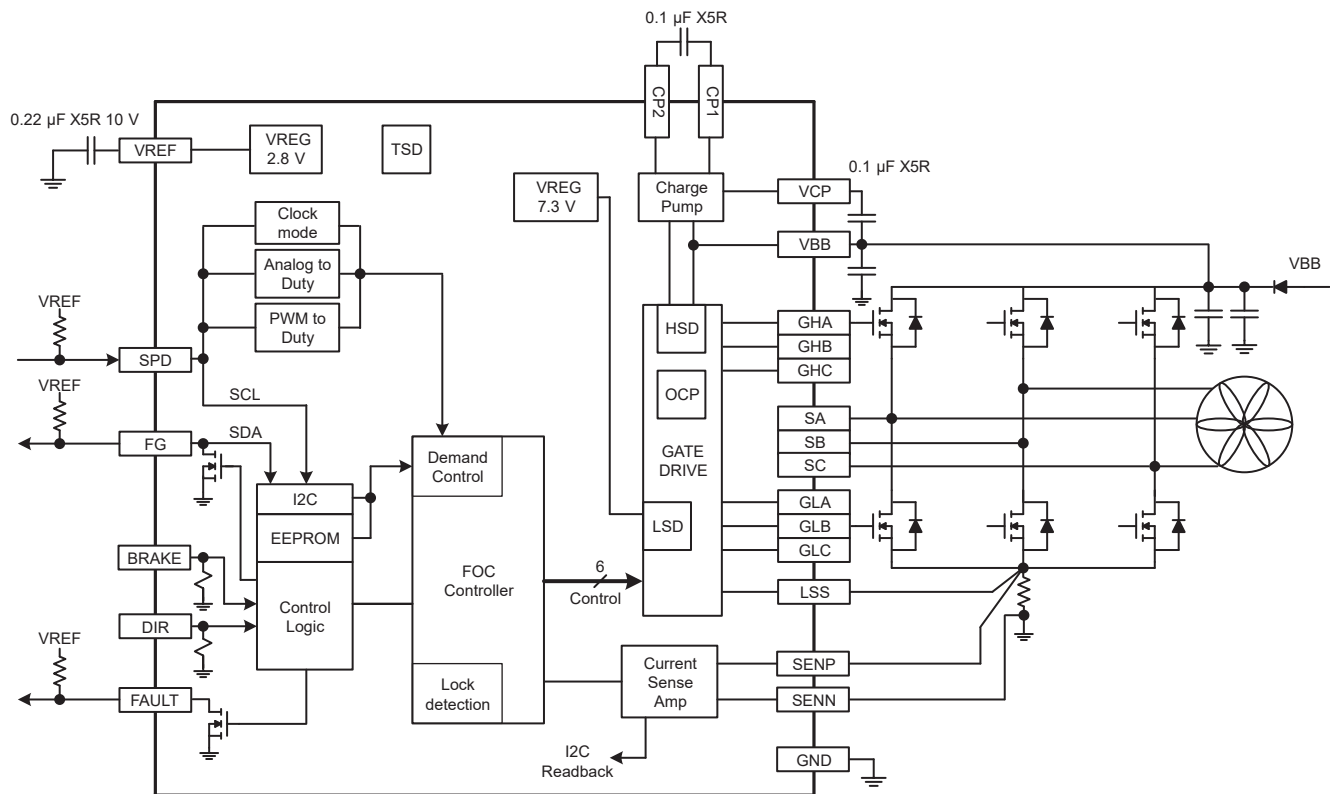 0.1 µF X5R
CP2
CP1
0.22 µF X5R 10 V
VREF
VREG
2.8 V
TSD
VREG
7.3 V
Charge
Pump
VCP
0.1 µF X5R
VBB
VBB
Clock
mode
Analog to
Duty
PWM to
Duty
VREF
SPD
SCL
VREF
FG
SDA
HSD
OCP
GATE
DRIVE
LSD
GHA
GHB
GHC
SA
SB
SC
GLA
GLB
GLC
LSS
Demand
Control
I2C
EEPROM
FOC
Controller
6
Control
BRAKE
Control
Logic
DIR
VREF
FAULT
Lock
detection
Current
Sense
Amp
SENP
SENN
I2C
Readback
GND